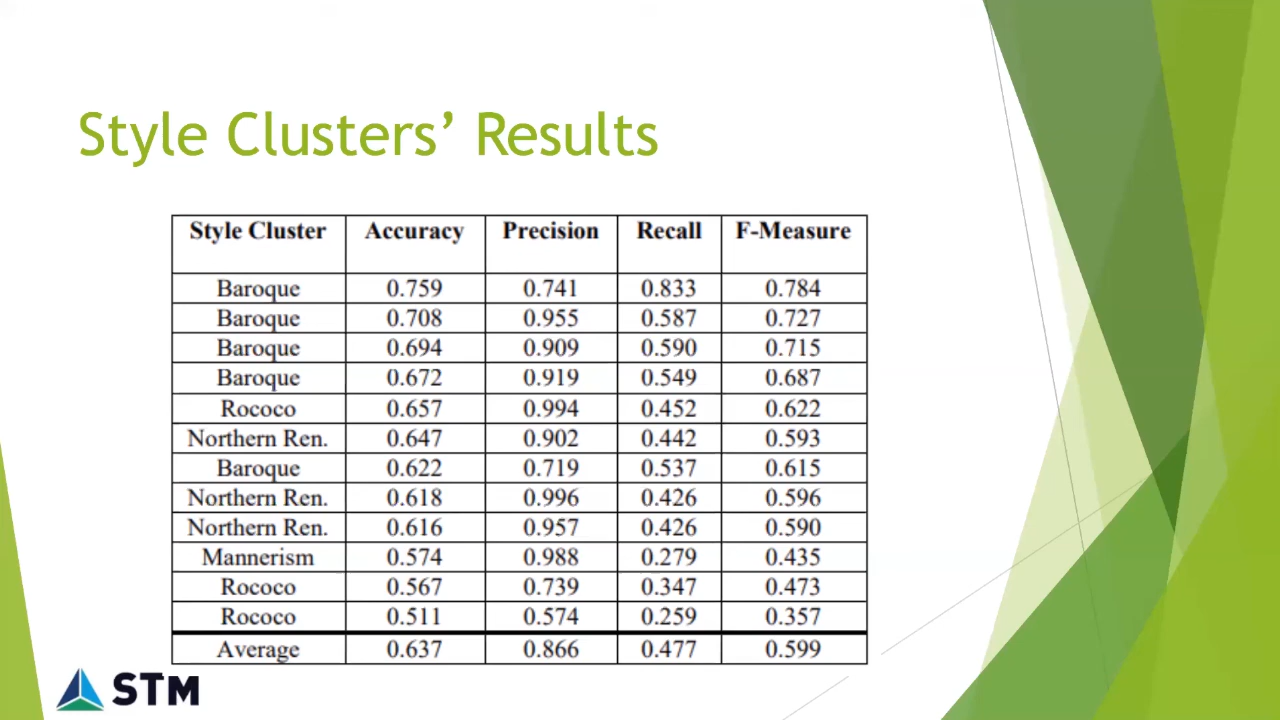 Style Clusters’ Results
Style Cluster Accuracy Precision Recall F-Measure
Baroque 0.759 0.741 0.833 0.784
Baroque 0.708 0.955 0.587 0.727
Baroque 0.694 0.909 0.590 0.715
Baroque 0.672 0.919 0.549 0.687
Rococo 0.657 0.994 0.452 0.622
Northern Ren. 0.647 0.902 0.442 0.593
Baroque 0.622 0.719 0.537 0.615
Northern Ren. 0.618 0.996 0.426 0.596
Northern Ren. 0.616 0.957 0.426 0.590
Mannerism 0.574 0.988 0.279 0.435
Rococo 0.567 0.739 0.347 0.473
Rococo 0.511 0.574 0.259 0.357
Average 0.637 0.866 0.477 0.599
STM